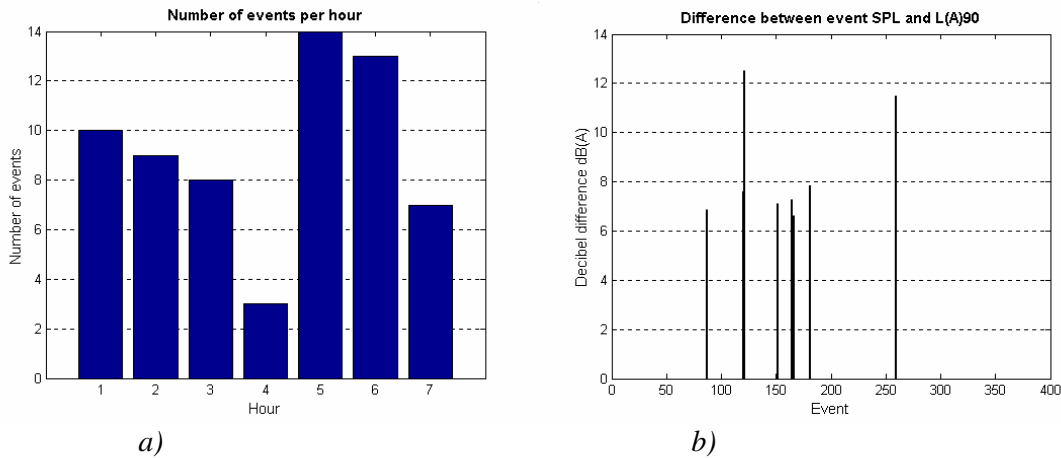 Number of events per hour
14
12
10
8
6
4
2
0
Number of events
1 2 3 4 5 6 7
Hour
a)
Difference between event SPL and L(A)90
14
12
10
8
6
4
2
0
Decibel difference dB(A)
0 50 100 150 200 250 300 350 400
Event
b)